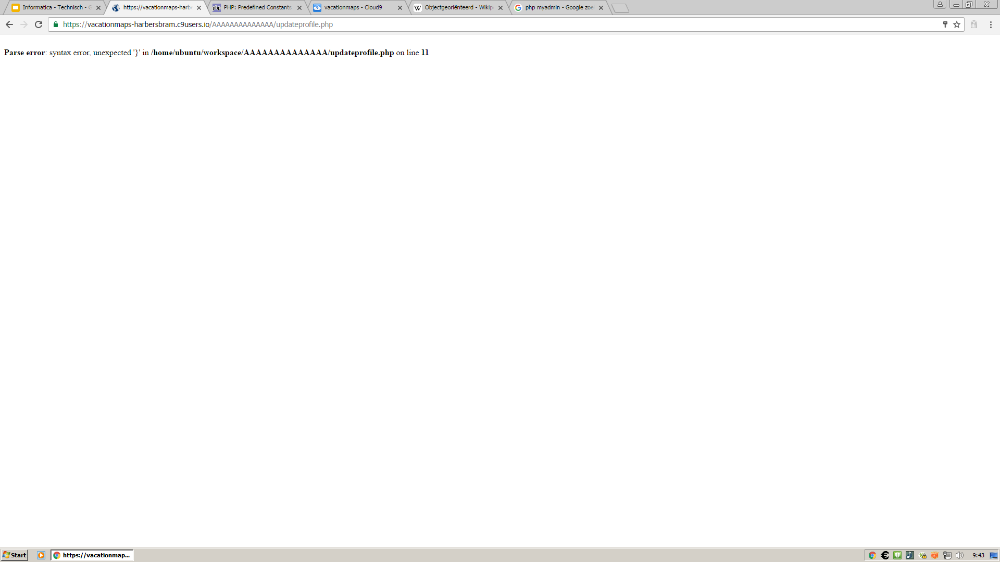 Informatica - Technisch - G
https://vacationmaps-harbe
PHP: Predefined Constants
vacationmaps - Cloud9
Objectgeoriënteerd - Wikip
php myadmin - Google zoe
https://vacationmaps-harbersbram.c9users.io/AAAAAAAAAAAAAA/updateprofile.php
Parse error: syntax error, unexpected '}' in /home/ubuntu/workspace/AAAAAAAAAAAAAA/updateprofile.php on line 11
Start
https://vacationmap...
9:43